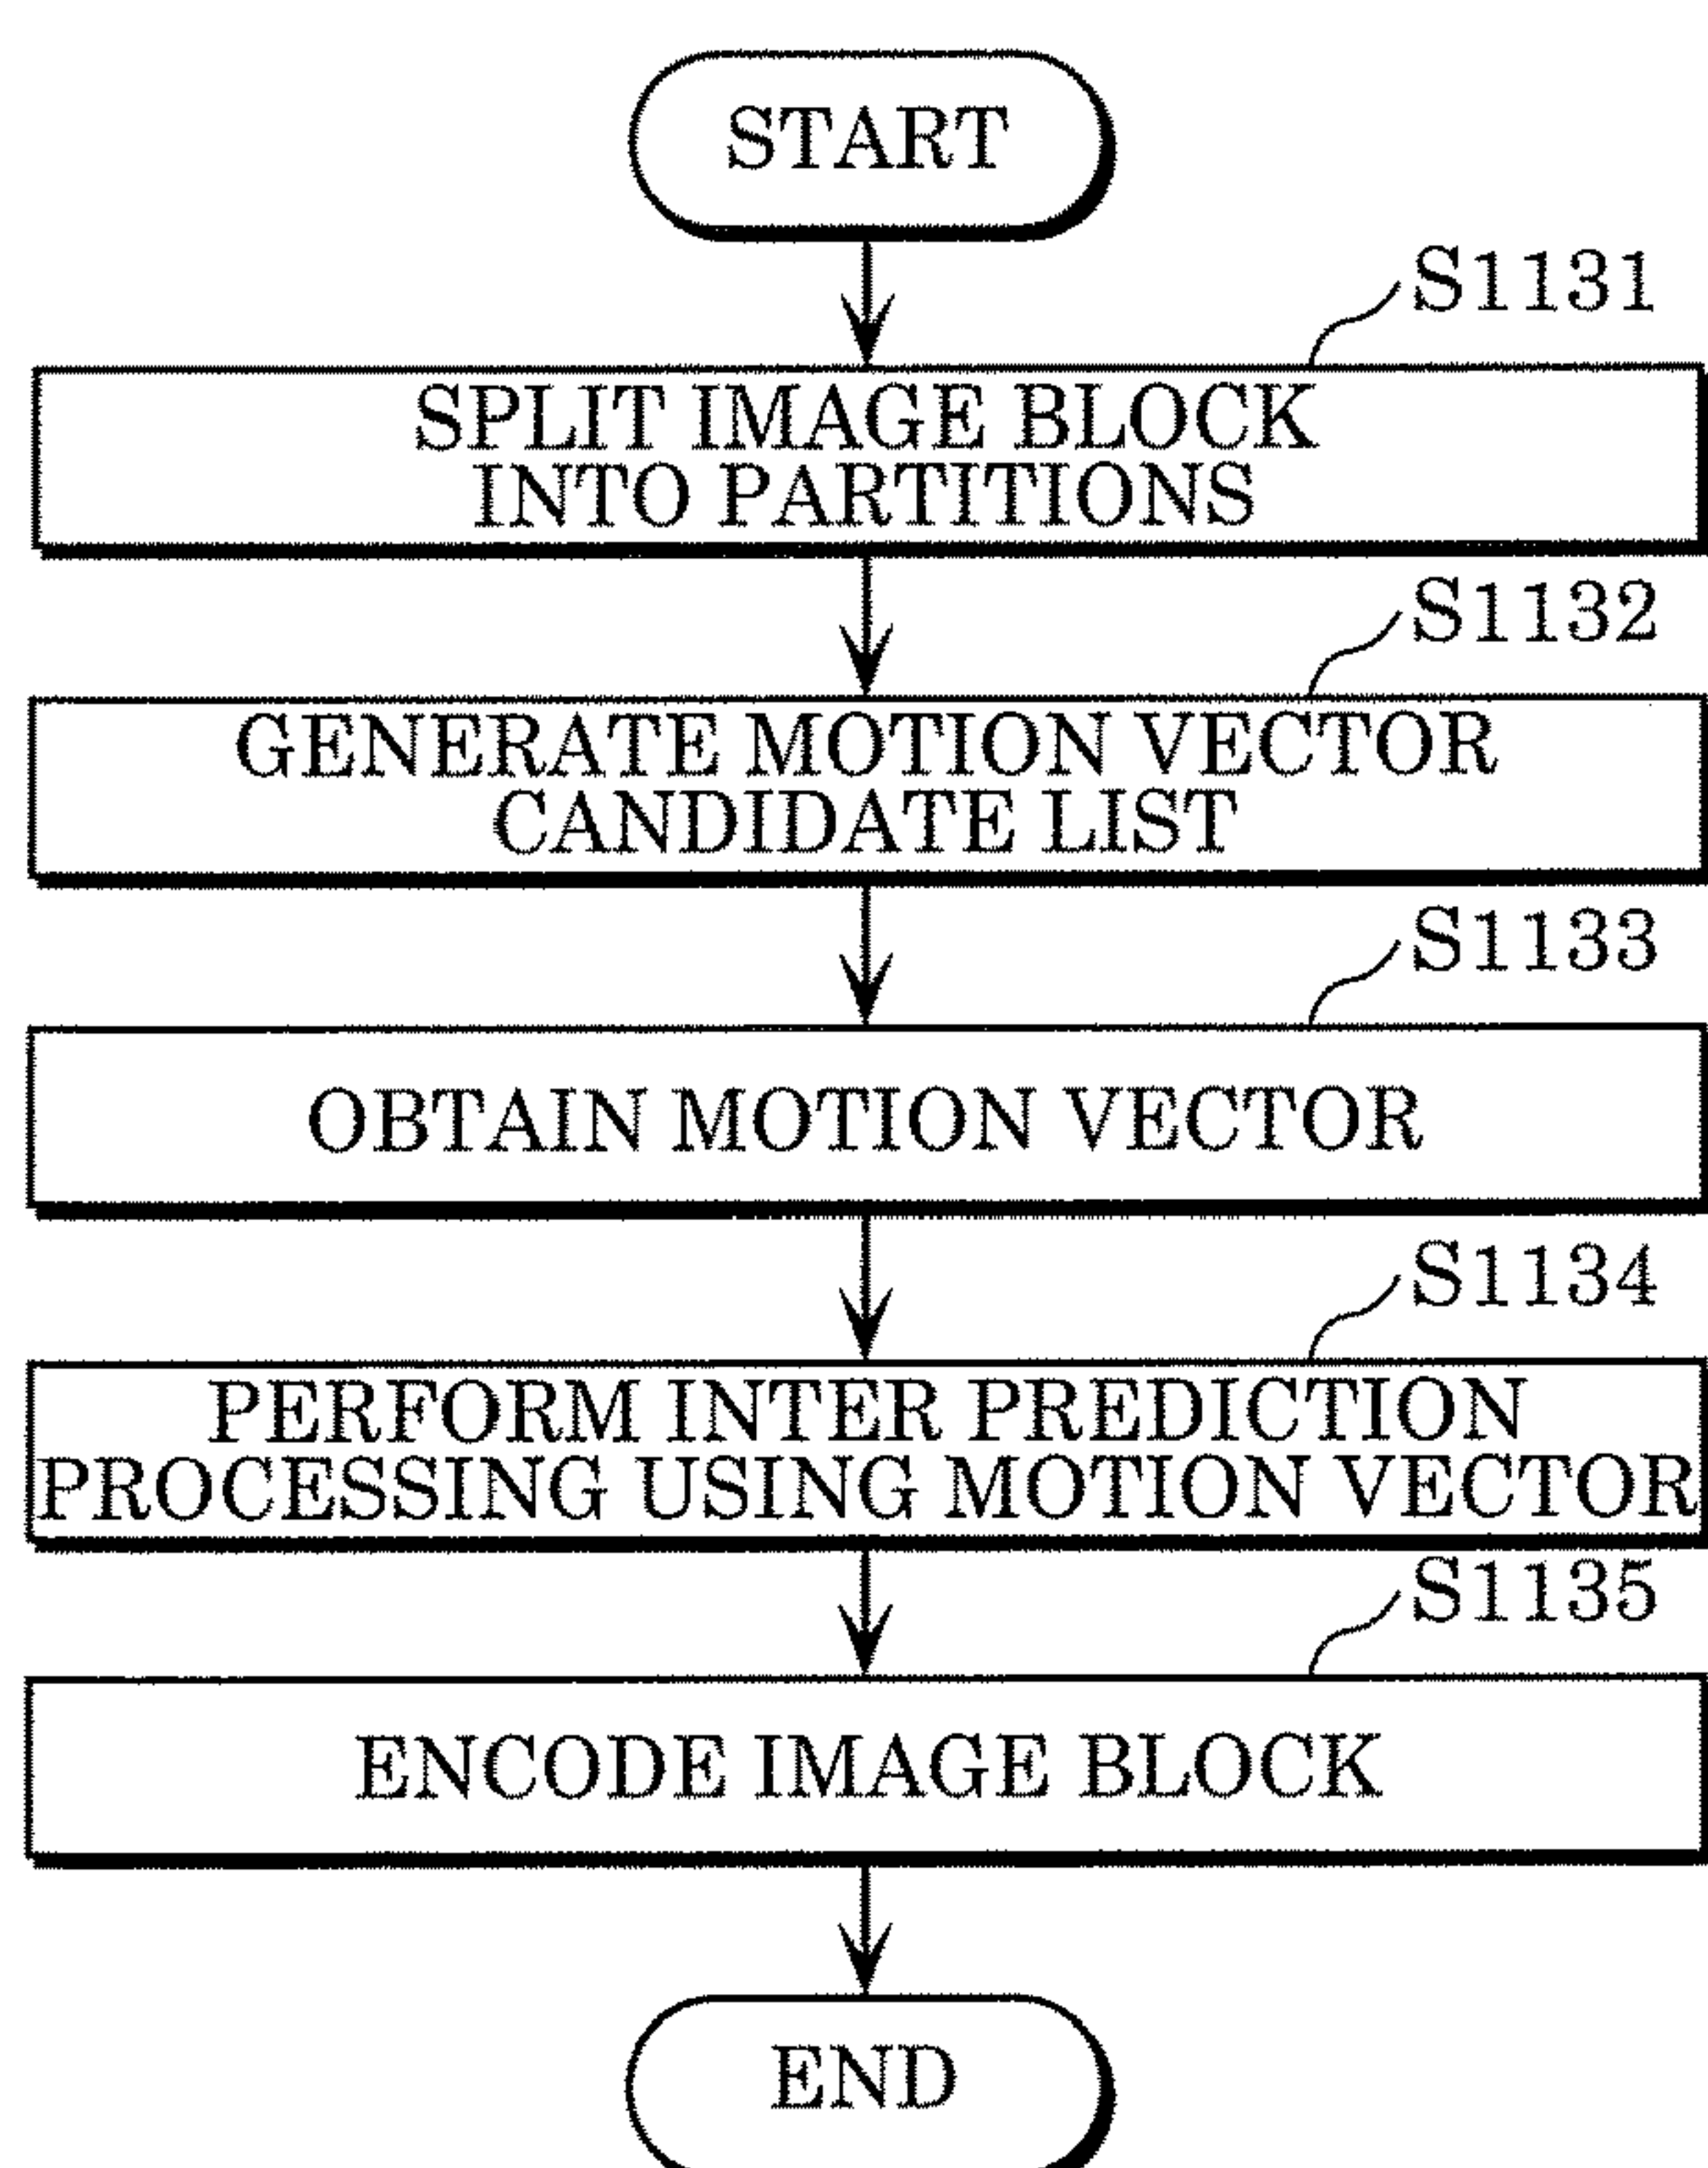 START
S1131
SPLIT IMAGE BLOCK
INTO PARTITIONS
S1132
GENERATE MOTION VECTOR
CANDIDATE LIST
S1133
OBTAIN MOTION VECTOR
S1134
PERFORM INTER PREDICTION
PROCESSING USING MOTION VECTOR
S1135
ENCODE IMAGE BLOCK
END